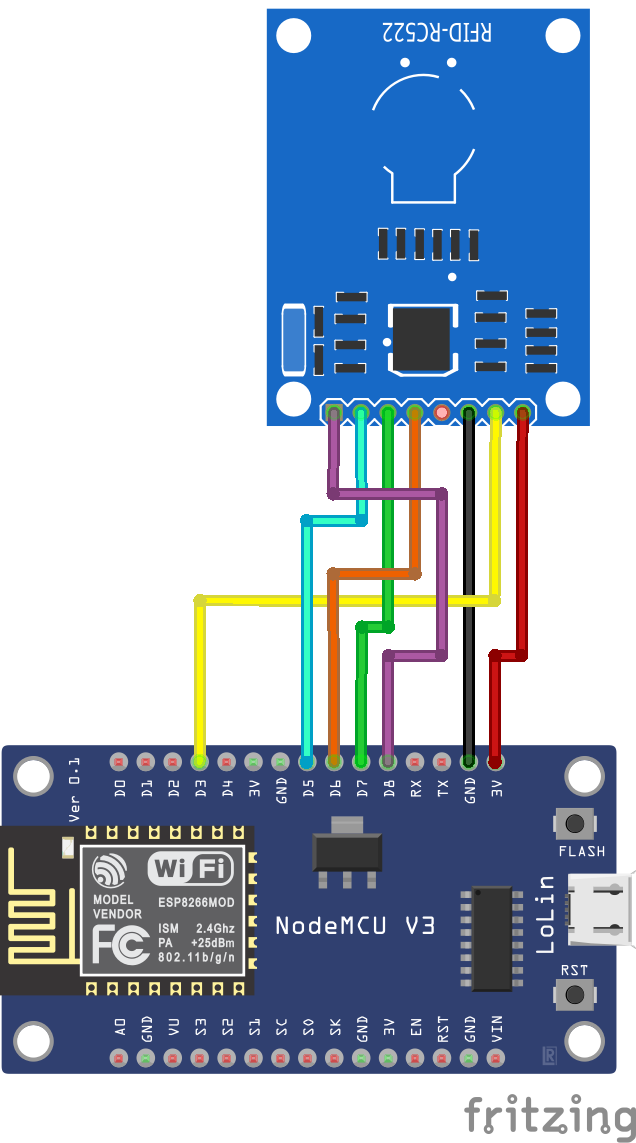 RFID-RC522
Ver 0.1
D0 D1 D2 D3 D4 3V GND D5 D6 D7 D8 RX TX GND 3V
FLASH
Wi Fi
MODEL
VENDOR
ESP8266MOD
FC
ISM 2.4Ghz
PA +25dBm
802.11b/g/n
NodeMCU V3
LoLin
RST
A0 GND VU S3 S2 S1 SC S0 SK GND 3V EN RST GND VIN
fritzing